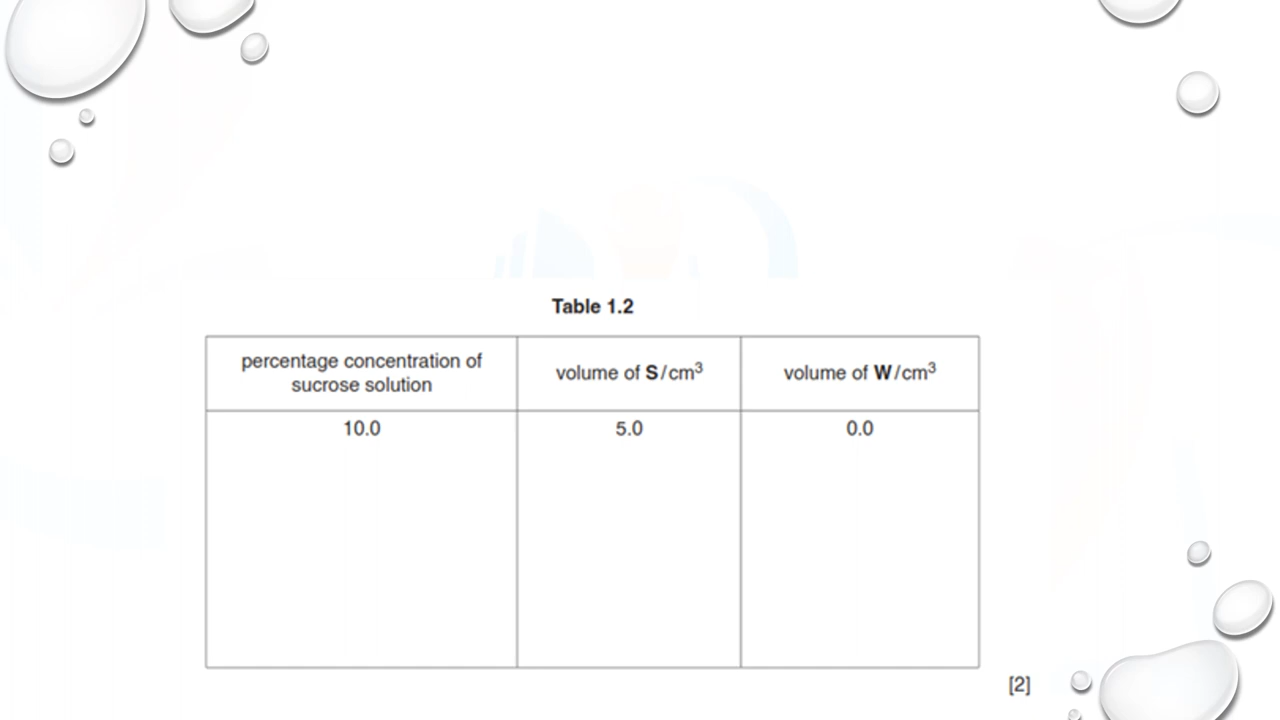 Table 1.2
percentage concentration of
sucrose solution
volume of S/cm³
volume of W/cm³
10.0
5.0
0.0
[2]